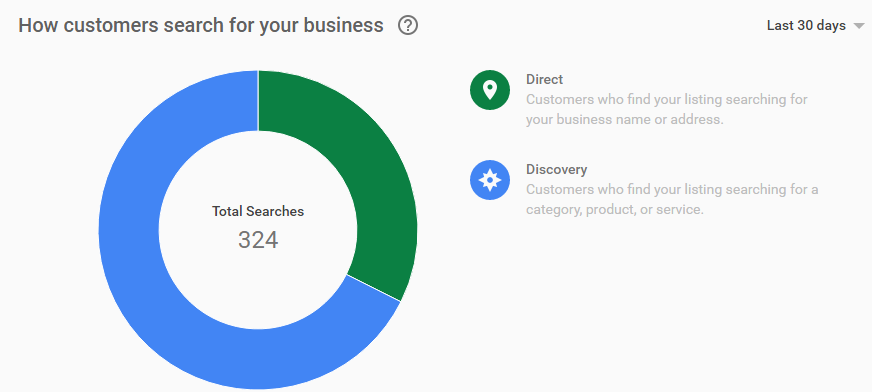 How customers search for your business
Last 30 days
Total Searches
324
Direct
Customers who find your listing searching for
your business name or address.
Discovery
Customers who find your listing searching for a
category, product, or service.